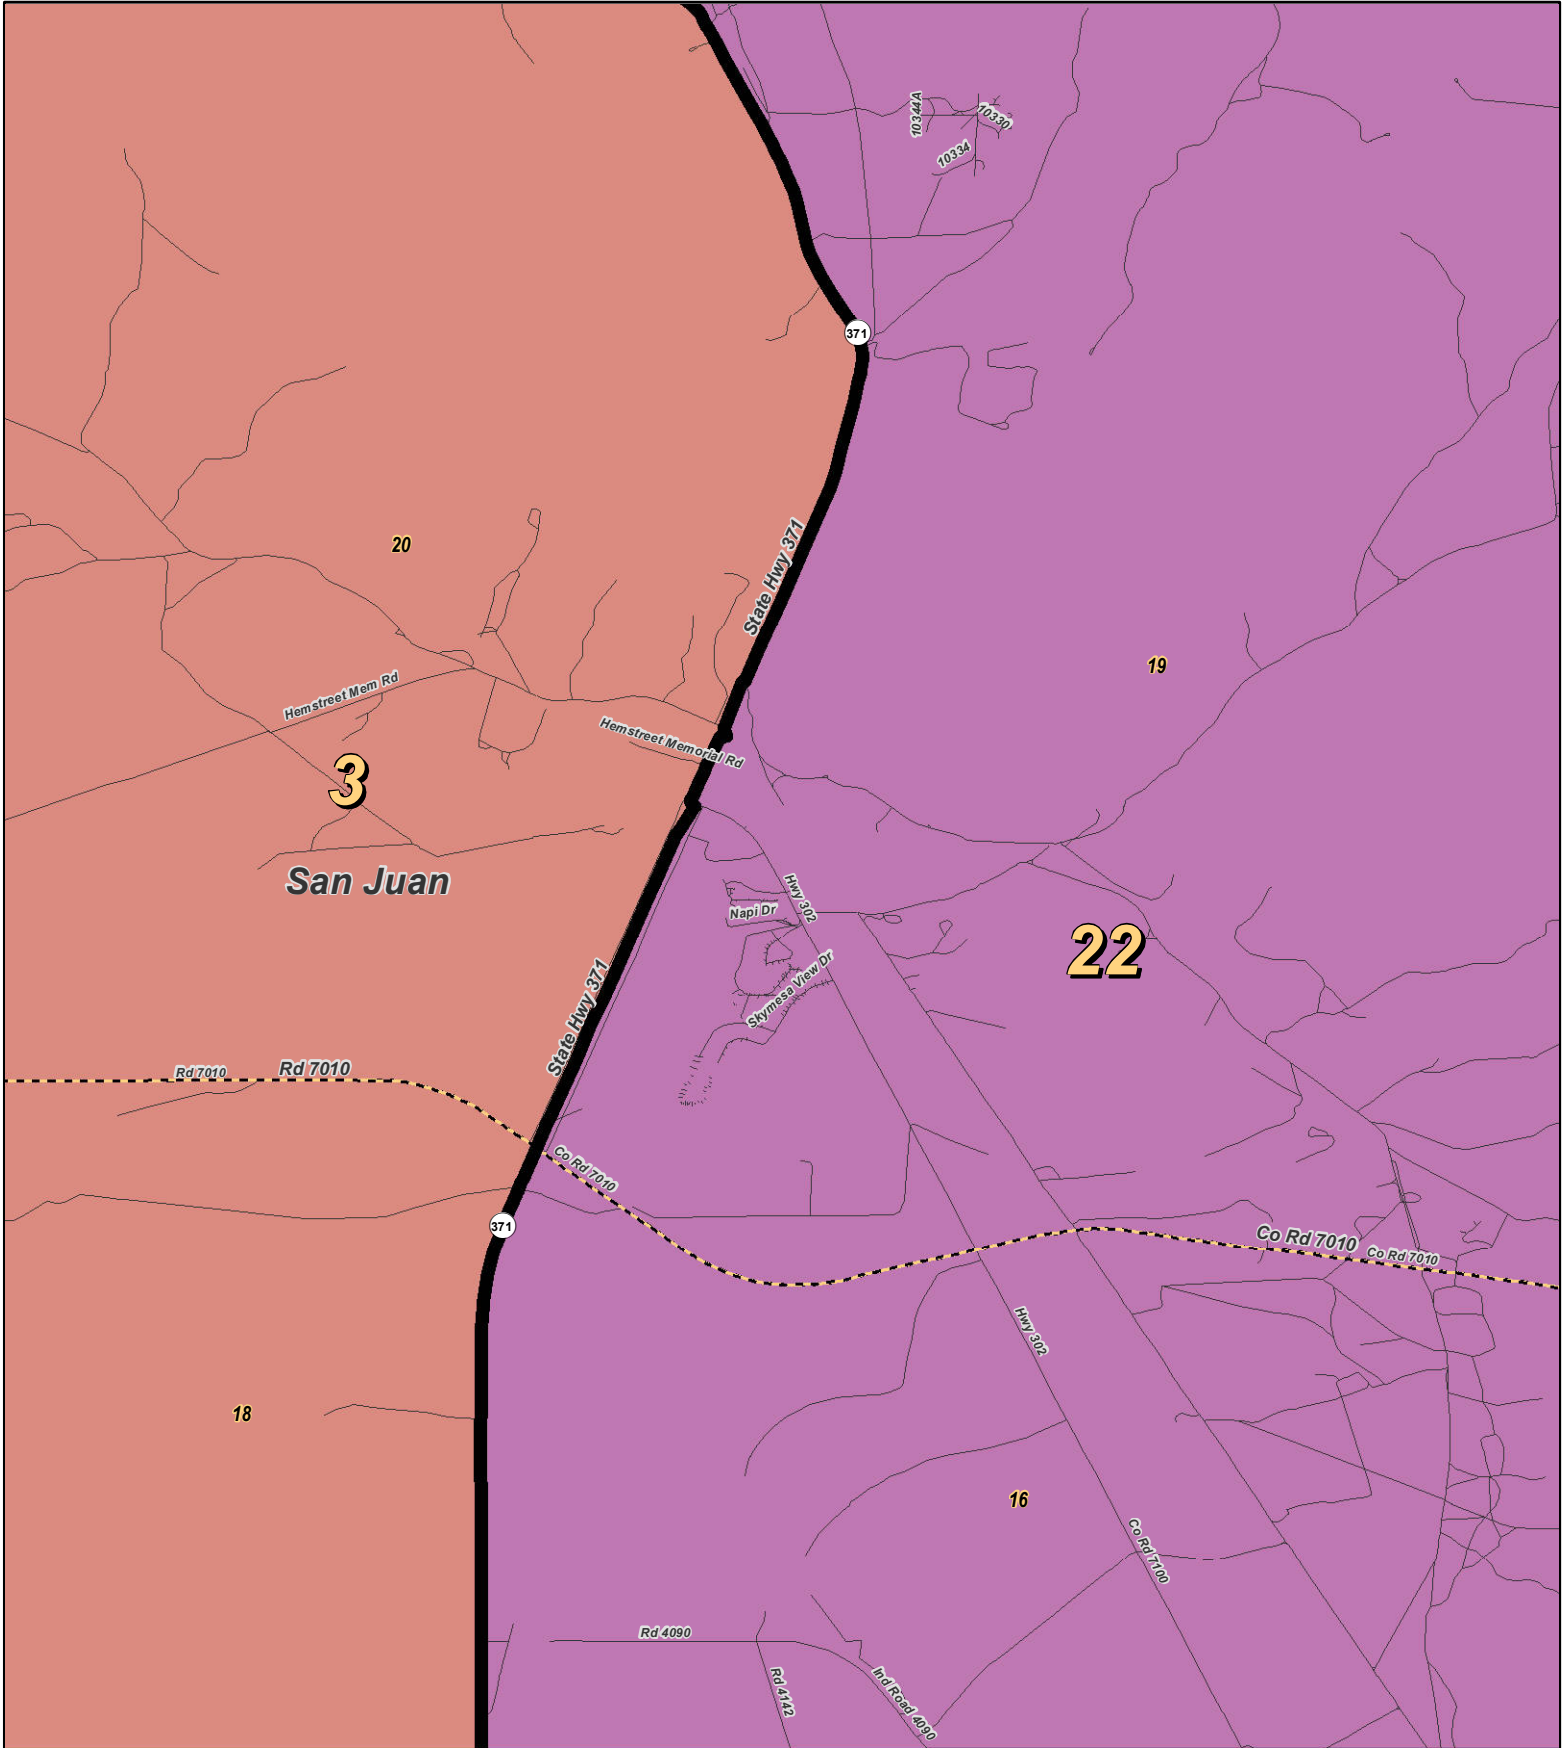 10344A
10330
10334
371
State Hwy 371
20
19
Hemstreet Mem Rd
Hemstreet Memorial Rd
3
San Juan
Hwy 302
Napi Dr
22
Skymesa View Dr
State Hwy 371
Rd 7010
Rd 7010
Co Rd 7010
371
Co Rd 7010
Co Rd 7010
Hwy 302
18
16
Co Rd 7100
Rd 4090
Rd 4142
Ind Road 4090